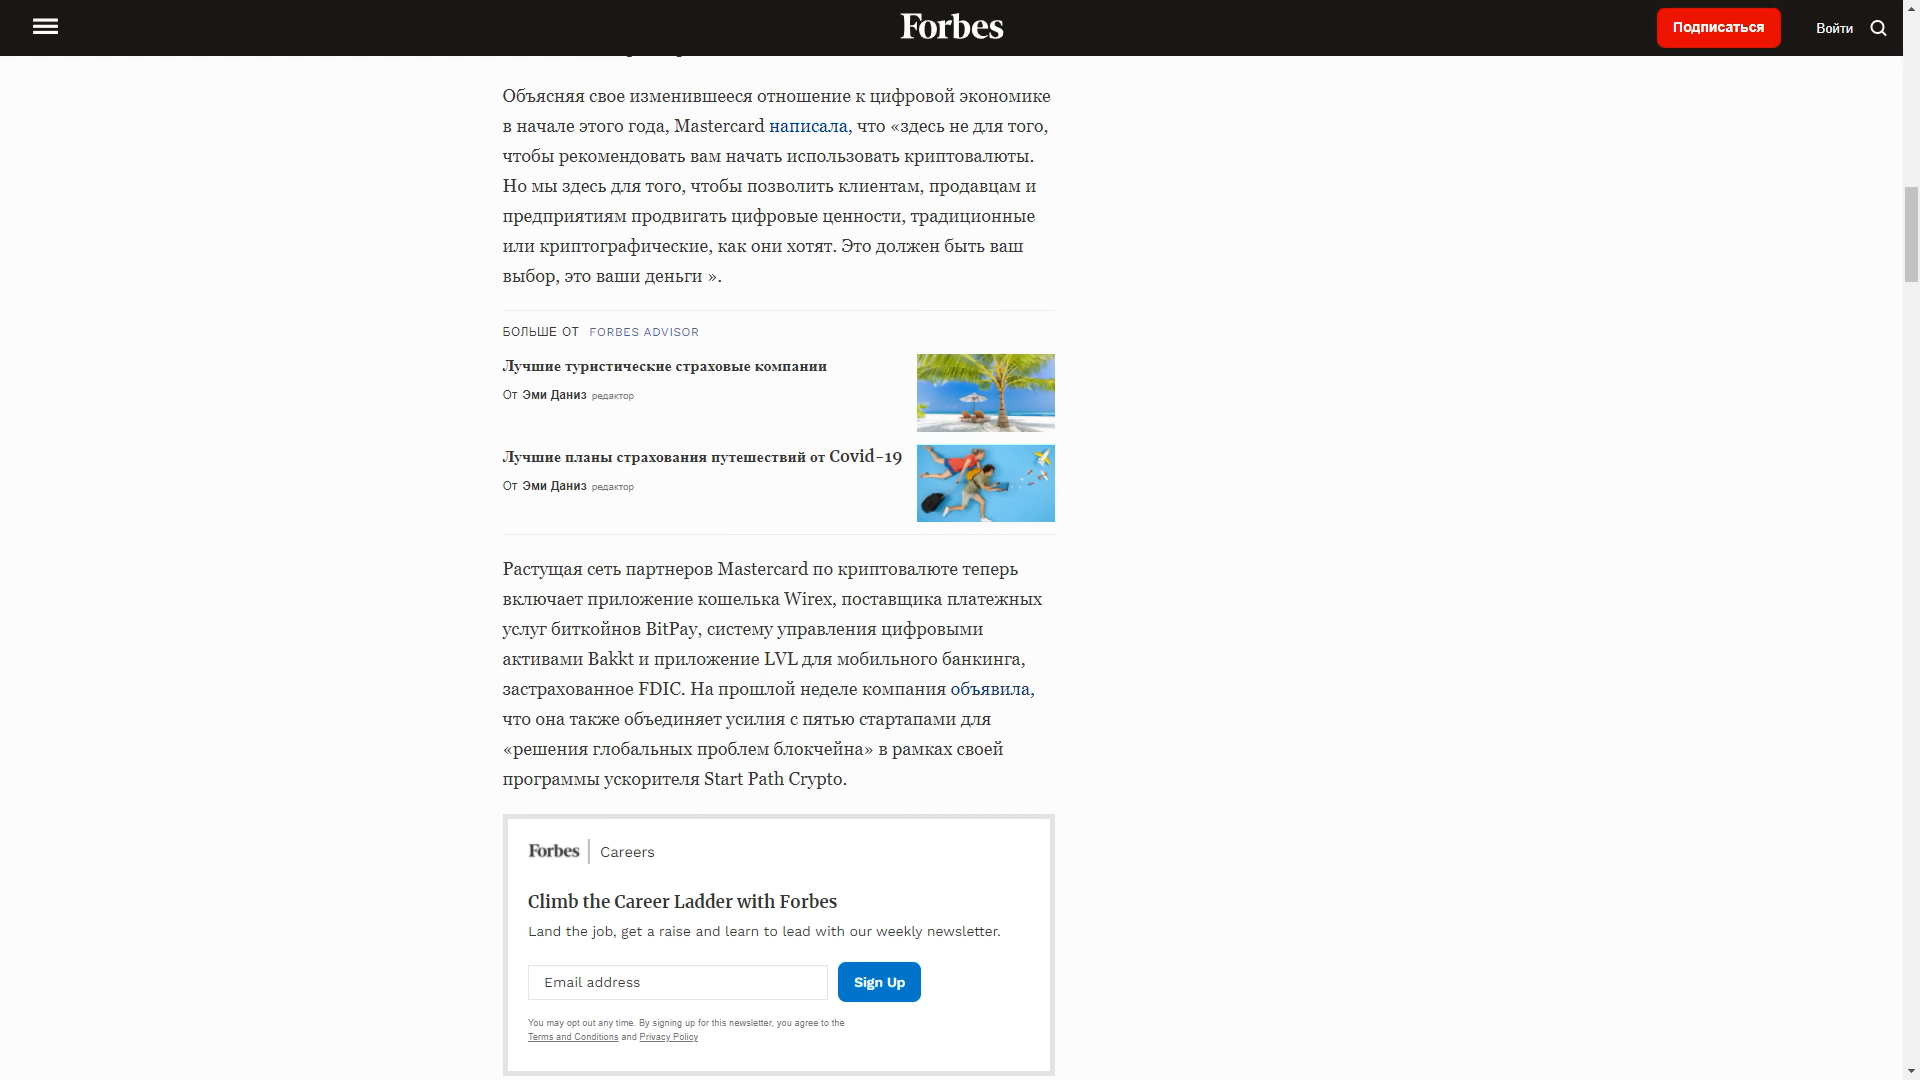 Forbes
Подписаться
Войти
Объясняя свое изменившееся отношение к цифровой экономике
в начале этого года, Mastercard написала, что «здесь не для того,
чтобы рекомендовать вам начать использовать криптовалюты.
Но мы здесь для того, чтобы позволить клиентам, продавцам и
предприятиям продвигать цифровые ценности, традиционные
или криптографические, как они хотят. Это должен быть ваш
выбор, это ваши деньги ».
БОЛЬШЕ ОТ FORBES ADVISOR
Лучшие туристические страховые компании
От Эми Даниз редактор
Лучшие планы страхования путешествий от Covid-19
От Эми Даниз редактор
Растущая сеть партнеров Mastercard по криптовалюте теперь
включает приложение кошелька Wirex, поставщика платежных
услуг биткойнов BitPay, систему управления цифровыми
активами Bakkt и приложение LVL для мобильного банкинга,
застрахованное FDIC. На прошлой неделе компания объявила,
что она также объединяет усилия с пятью стартапами для
«решения глобальных проблем блокчейна» в рамках своей
программы ускорителя Start Path Crypto.
Forbes | Careers
Climb the Career Ladder with Forbes
Land the job, get a raise and learn to lead with our weekly newsletter.
Email address
Sign Up
You may opt out any time. By signing up for this newsletter, you agree to the
Terms and Conditions and Privacy Policy